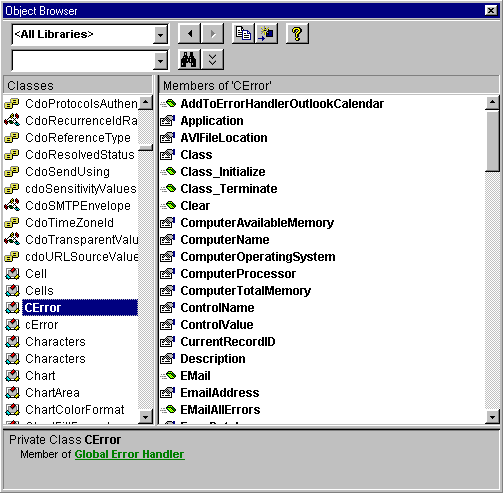 Object Browser
<All Libraries>
Classes
CdoProtocolsAuthen
CdoRecurrenceIdRa
CdoReferenceType
CdoResolvedStatus
CdoSendUsing
cdoSensitivityValues
CdoSMTPEnvelope
CdoTimeZoneId
CdoTransparentValu
cdoURLSourceValue
Cell
Cells
CError
cError
Characters
Characters
Chart
ChartArea
ChartColorFormat
Members of 'CError'
AddToErrorHandlerOutlookCalendar
Application
AVIFileLocation
Class
Class_Initialize
Class_Terminate
Clear
ComputerAvailableMemory
ComputerName
ComputerOperatingSystem
ComputerProcessor
ComputerTotalMemory
ControlName
ControlValue
CurrentRecordID
Description
EMail
EmailAddress
EMailAllErrors
Private Class CError
Member of Global Error Handler